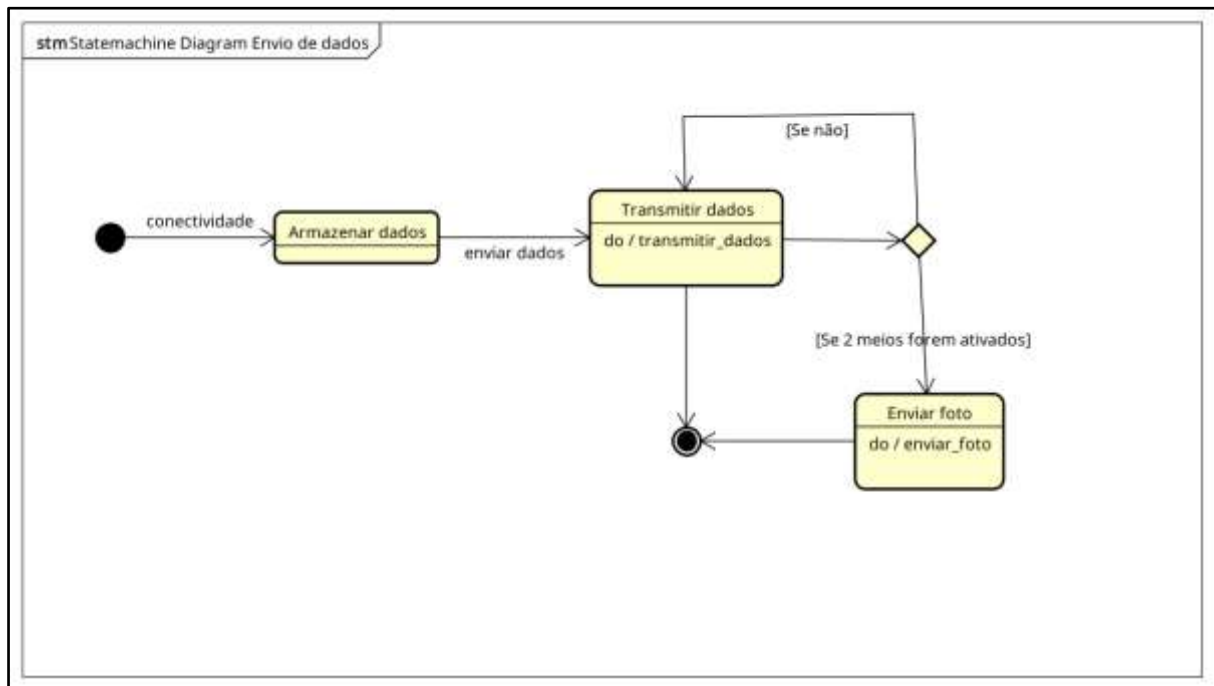 stm Statemachine Diagram Envio de dados
[Se não]
conectividade
Armazenar dados
enviar dados
Transmitir dados
do / transmitir_dados
[Se 2 meios forem ativados]
Enviar foto
do / enviar_foto